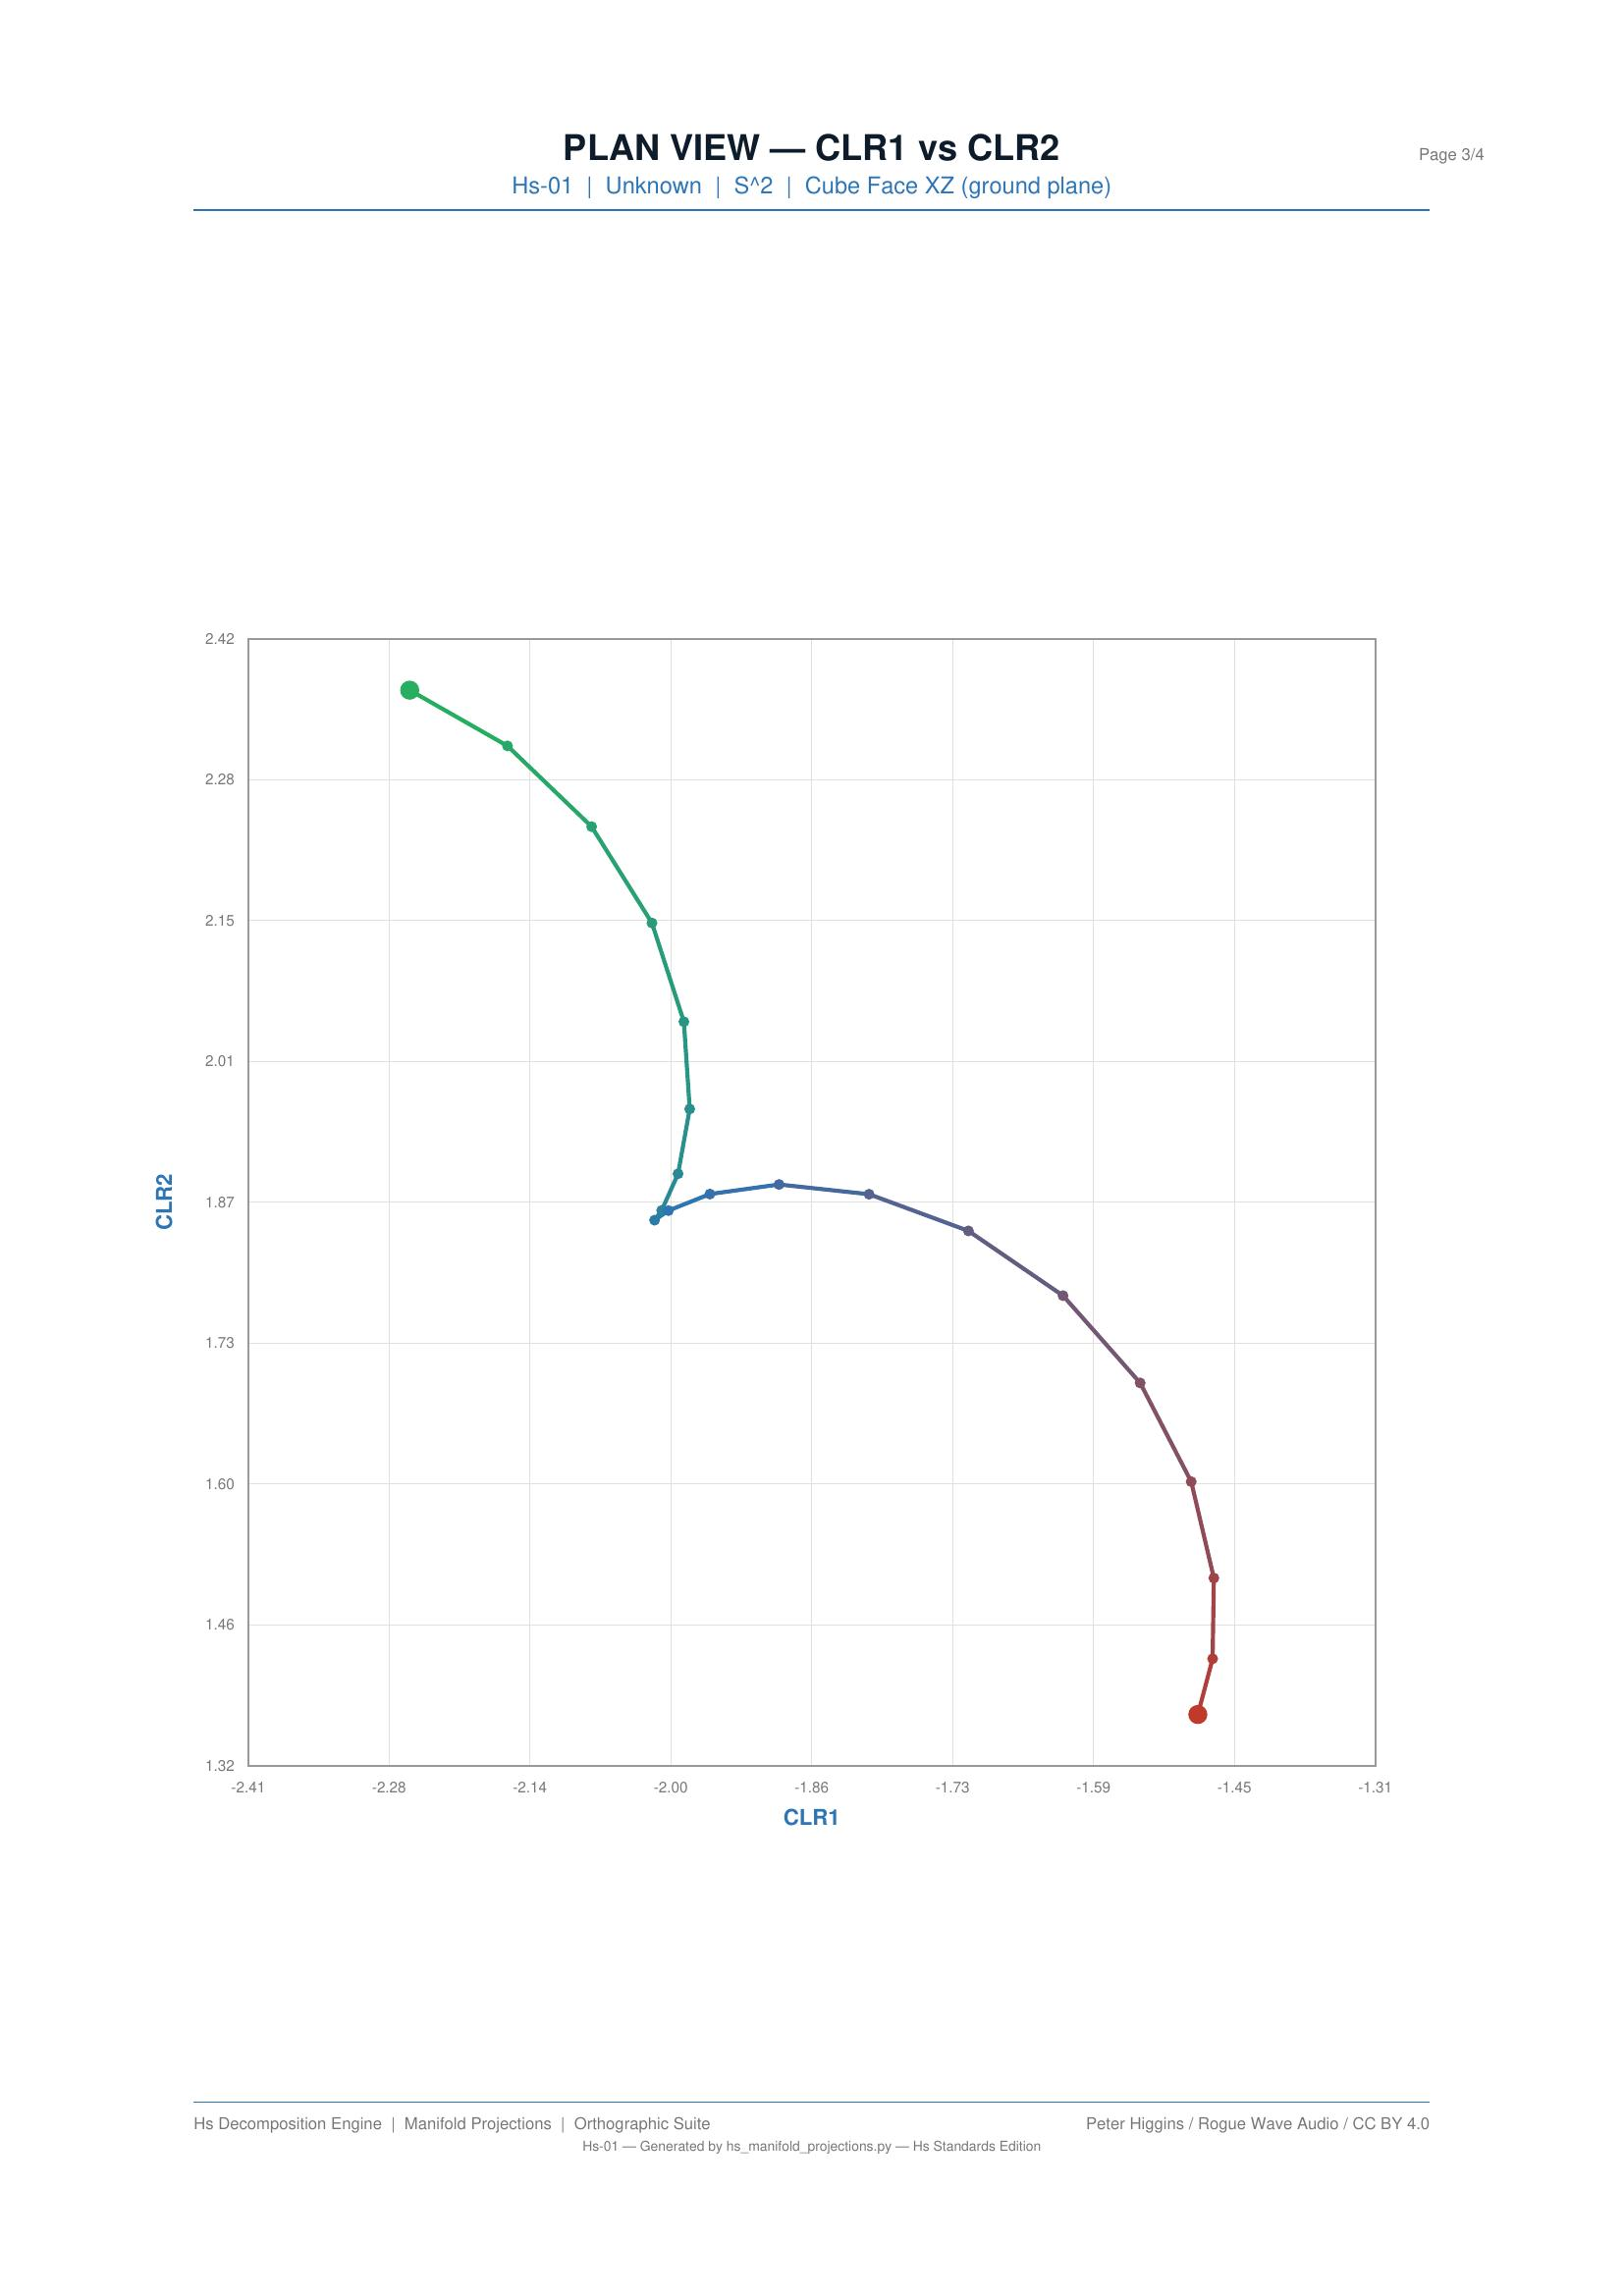 PLAN VIEW — CLR1 vs CLR2
Page 3/4
Hs-01 | Unknown | S^2 | Cube Face XZ (ground plane)
2.42
2.28
2.15
2.01
1.87
1.73
1.60
1.46
1.32
CLR2
-2.41 -2.28 -2.14 -2.00 -1.86 -1.73 -1.59 -1.45 -1.31
CLR1
Hs Decomposition Engine | Manifold Projections | Orthographic Suite
Peter Higgins / Rogue Wave Audio / CC BY 4.0
Hs-01 — Generated by hs_manifold_projections.py — Hs Standards Edition